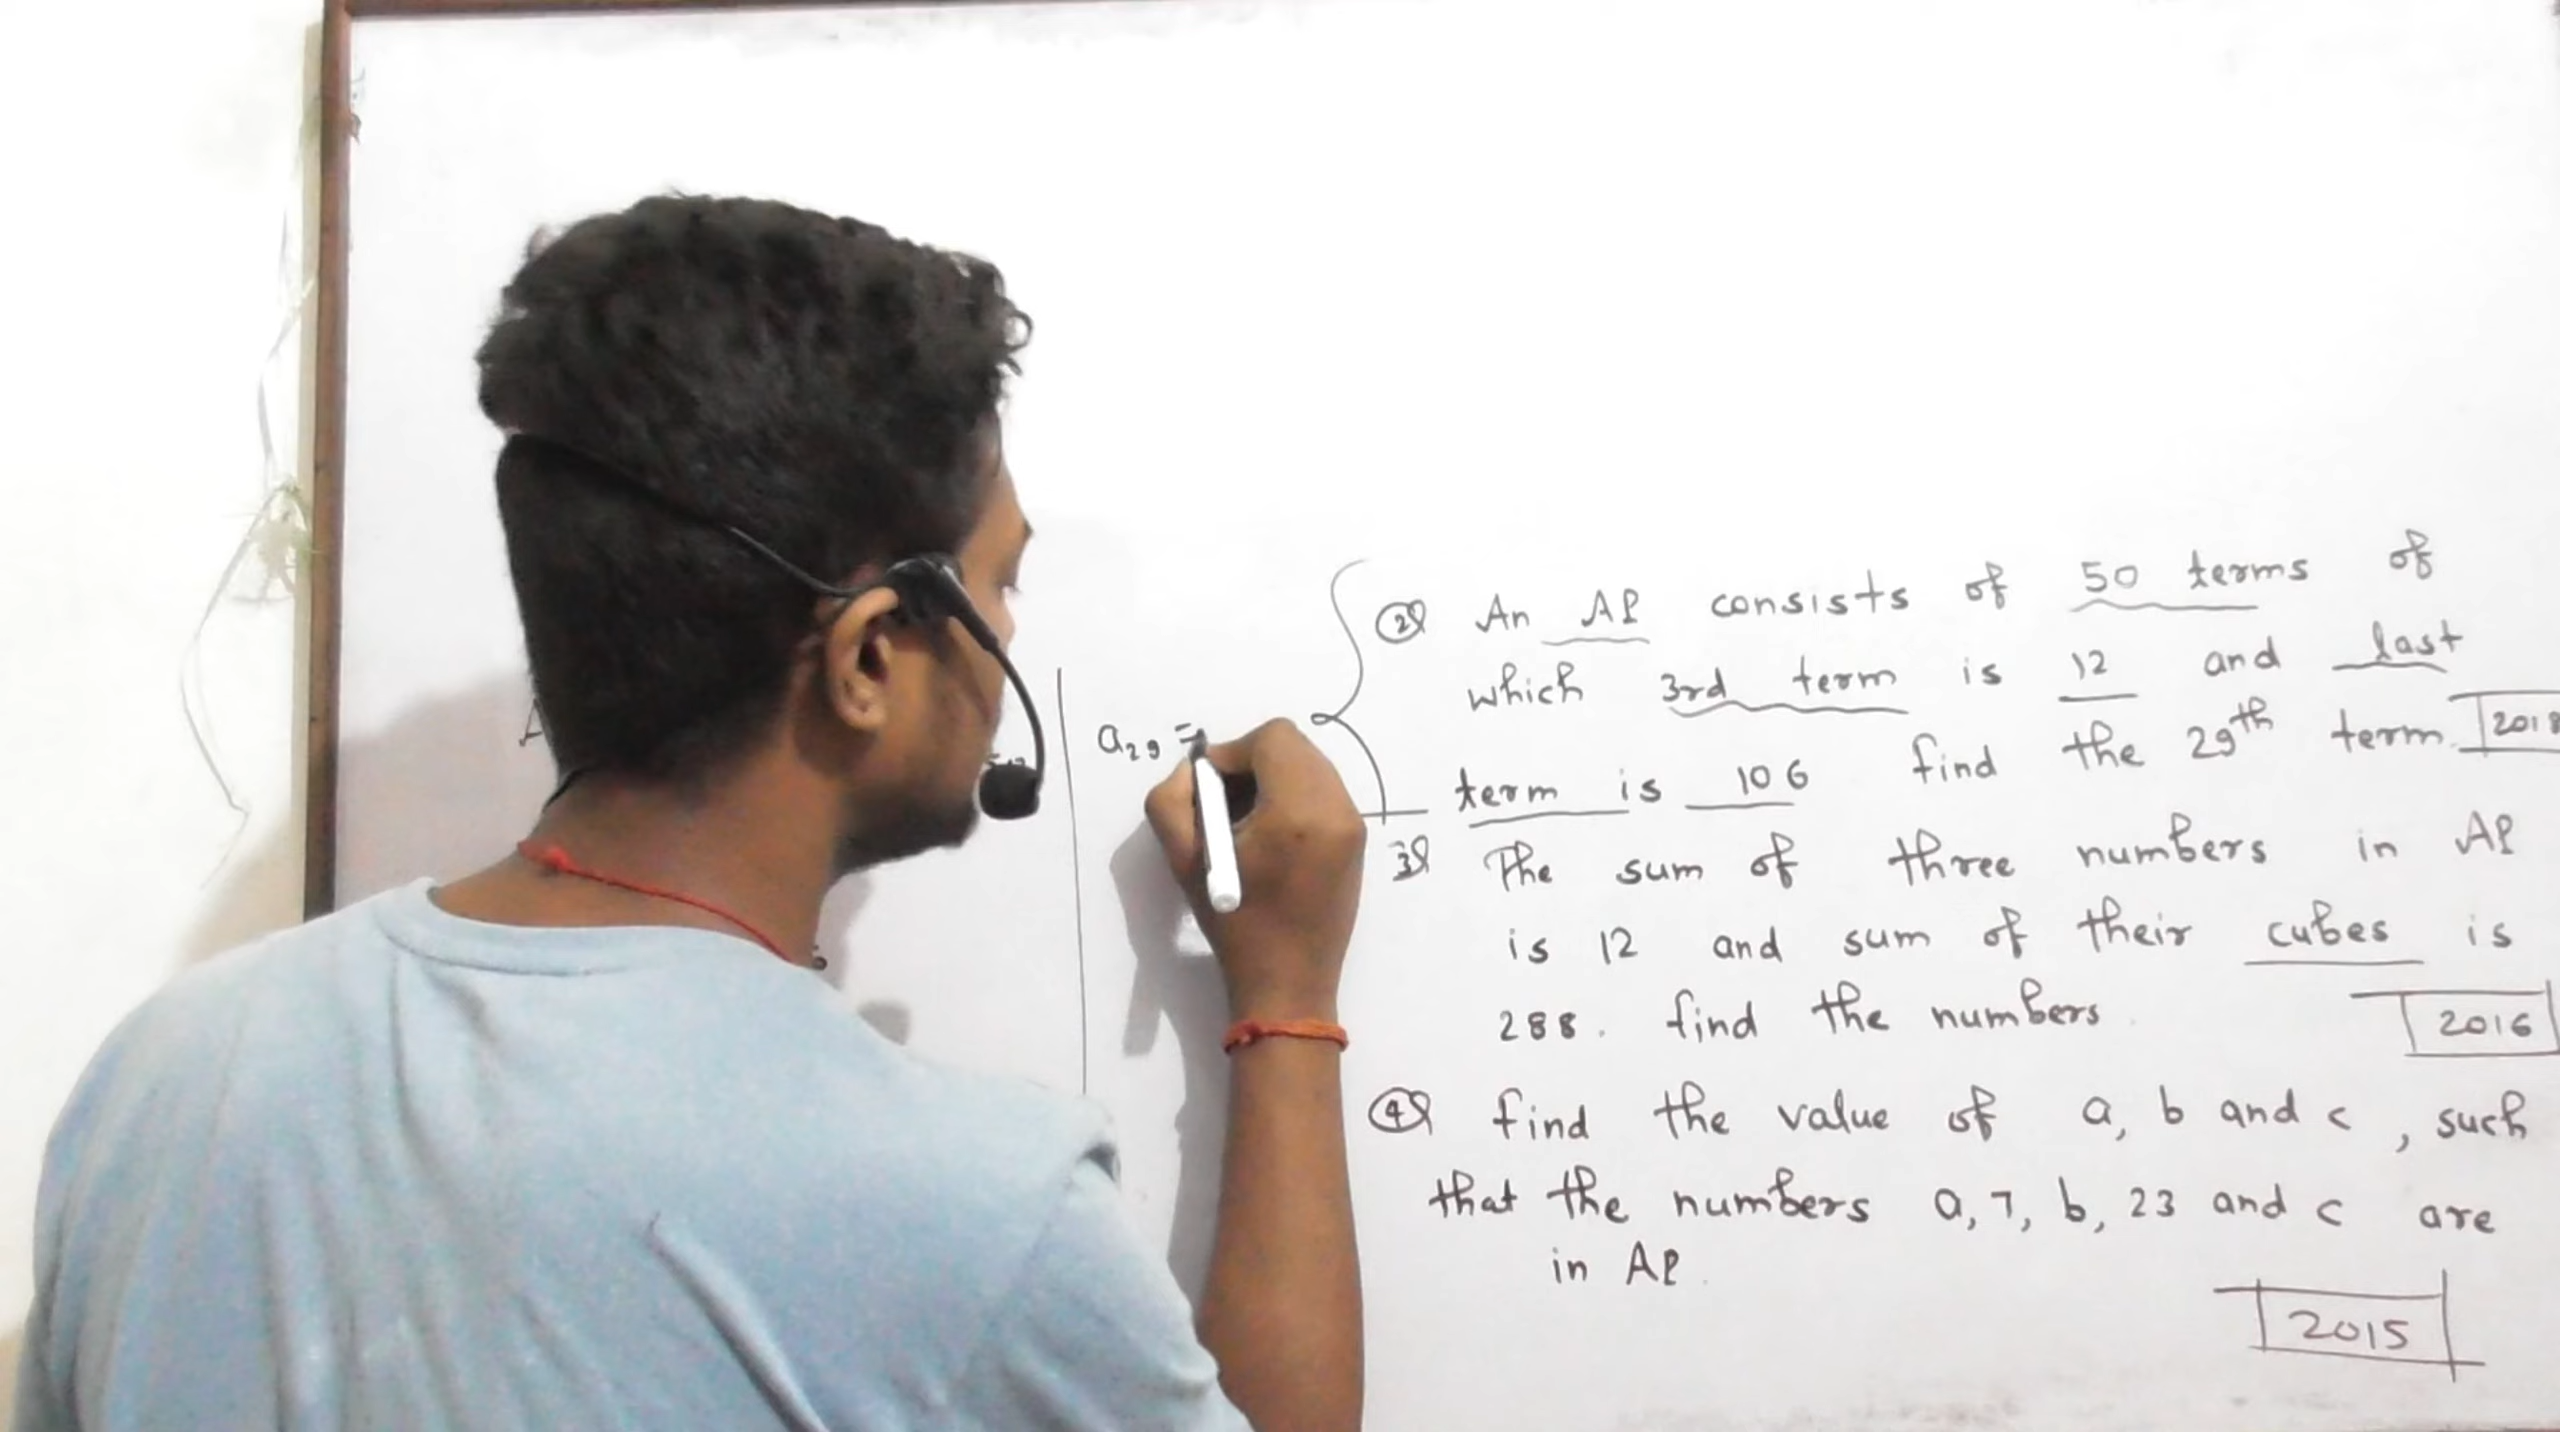 a₂₉ =
② An AP consists of 50 terms of
which 3rd term is 12 and last
term is 106 find the 29th term. 2018
3 The sum of three numbers in AP
is 12 and sum of their cubes is
288. find the numbers.
2016
④ find the value of a, b and c, such
that the numbers a, 7, b, 23 and c are
in AP.
2015